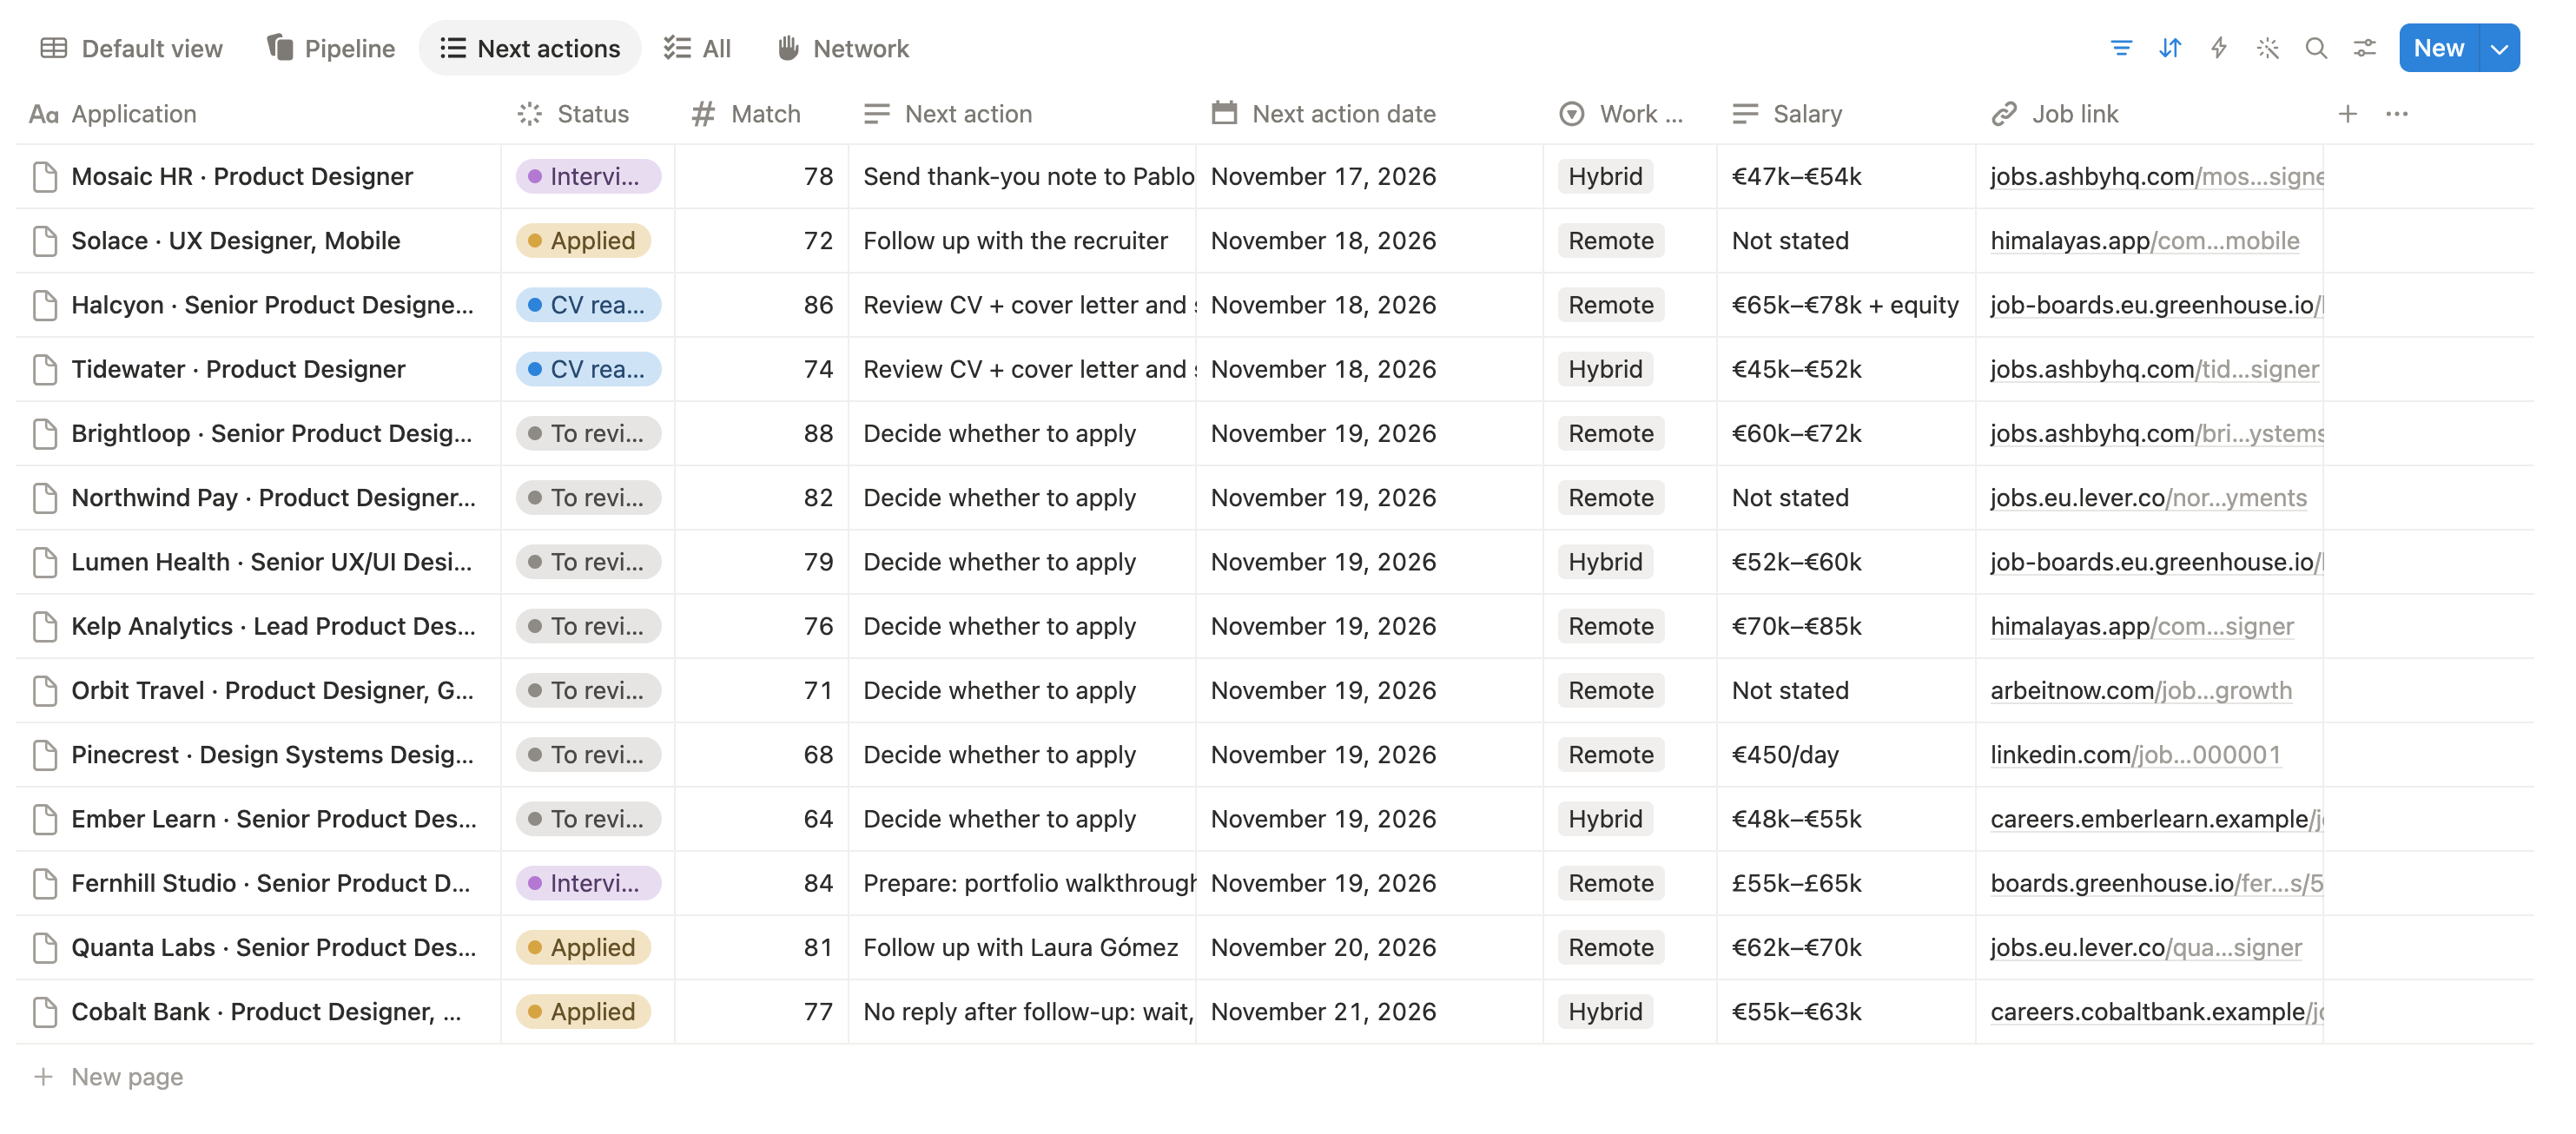 Default view Pipeline Next actions All Network New
Aa Application Status # Match Next action Next action date Work ... Salary Job link
Mosaic HR · Product Designer Intervi... 78 Send thank-you note to Pablo November 17, 2026 Hybrid €47k–€54k jobs.ashbyhq.com/mos...signe
Solace · UX Designer, Mobile Applied 72 Follow up with the recruiter November 18, 2026 Remote Not stated himalayas.app/com...mobile
Halcyon · Senior Product Designe... CV rea... 86 Review CV + cover letter and s November 18, 2026 Remote €65k–€78k + equity job-boards.eu.greenhouse.io/
Tidewater · Product Designer CV rea... 74 Review CV + cover letter and s November 18, 2026 Hybrid €45k–€52k jobs.ashbyhq.com/tid...signer
Brightloop · Senior Product Desig... To revi... 88 Decide whether to apply November 19, 2026 Remote €60k–€72k jobs.ashbyhq.com/bri...ystems
Northwind Pay · Product Designer... To revi... 82 Decide whether to apply November 19, 2026 Remote Not stated jobs.eu.lever.co/nor...yments
Lumen Health · Senior UX/UI Desi... To revi... 79 Decide whether to apply November 19, 2026 Hybrid €52k–€60k job-boards.eu.greenhouse.io/
Kelp Analytics · Lead Product Des... To revi... 76 Decide whether to apply November 19, 2026 Remote €70k–€85k himalayas.app/com...signer
Orbit Travel · Product Designer, G... To revi... 71 Decide whether to apply November 19, 2026 Remote Not stated arbeitnow.com/job...growth
Pinecrest · Design Systems Desig... To revi... 68 Decide whether to apply November 19, 2026 Remote €450/day linkedin.com/job...000001
Ember Learn · Senior Product Des... To revi... 64 Decide whether to apply November 19, 2026 Hybrid €48k–€55k careers.emberlearn.example/j
Fernhill Studio · Senior Product D... Intervi... 84 Prepare: portfolio walkthrough November 19, 2026 Remote £55k–£65k boards.greenhouse.io/fer...s/5
Quanta Labs · Senior Product Des... Applied 81 Follow up with Laura Gómez November 20, 2026 Remote €62k–€70k jobs.eu.lever.co/qua...signer
Cobalt Bank · Product Designer, ... Applied 77 No reply after follow-up: wait, November 21, 2026 Hybrid €55k–€63k careers.cobaltbank.example/jo
New page